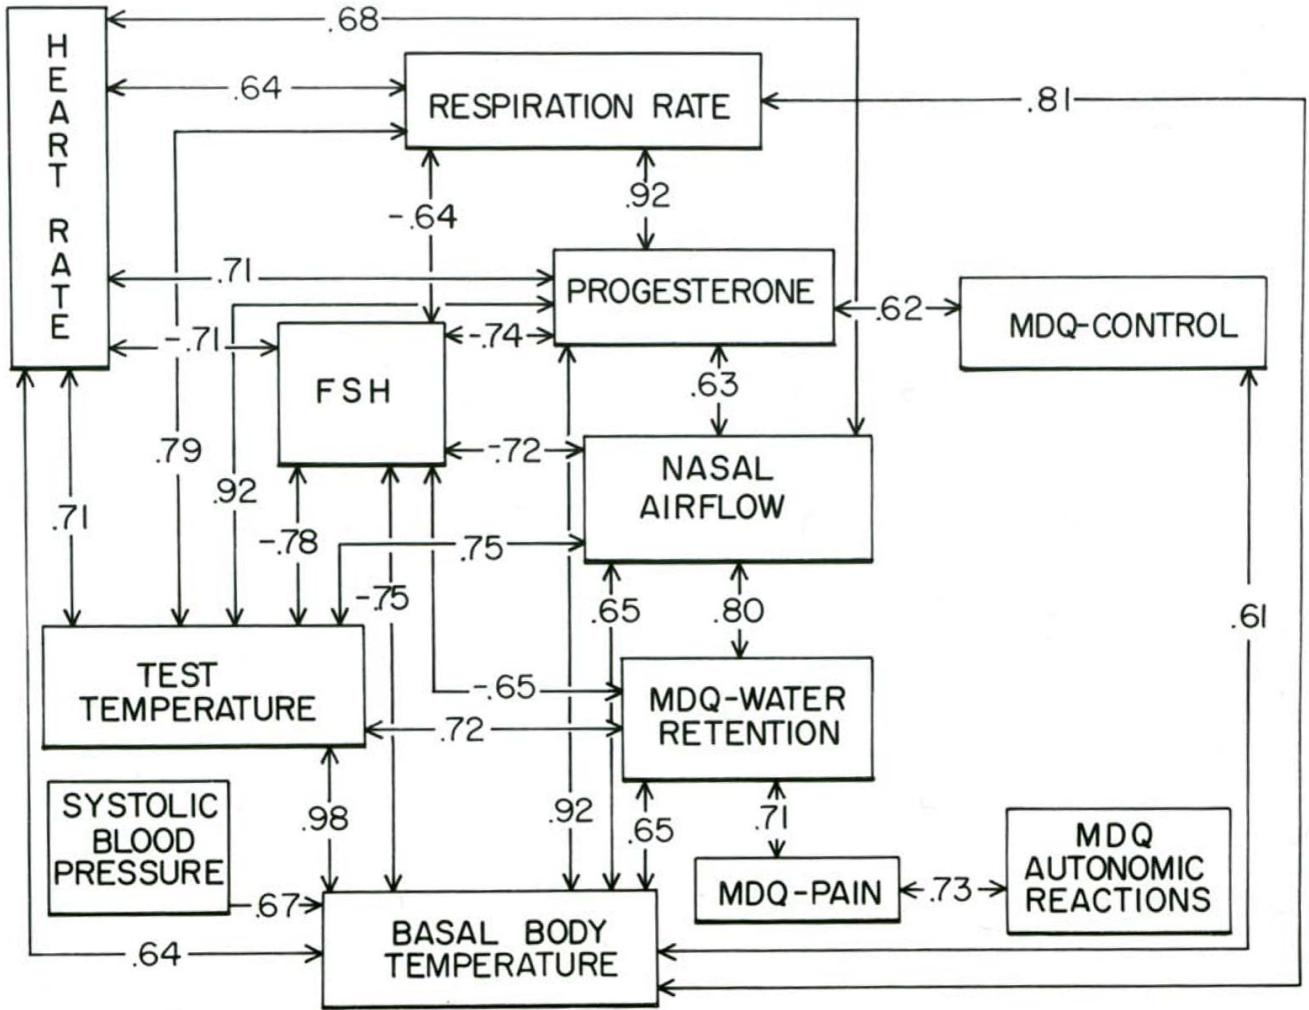 HEART RATE
.68
.64
RESPIRATION RATE
.81
-.64
.92
.71
PROGESTERONE
.62
MDQ-CONTROL
-.71
-.74
FSH
.63
.79
.92
-.72
NASAL
AIRFLOW
.71
-.78
.75
-.75
.65
.80
.61
TEST
TEMPERATURE
-.65
.72
MDQ-WATER
RETENTION
SYSTOLIC
BLOOD
PRESSURE
.98
.92
.65
.71
MDQ
AUTONOMIC
REACTIONS
MDQ-PAIN
.73
.67
BASAL BODY
TEMPERATURE
.64